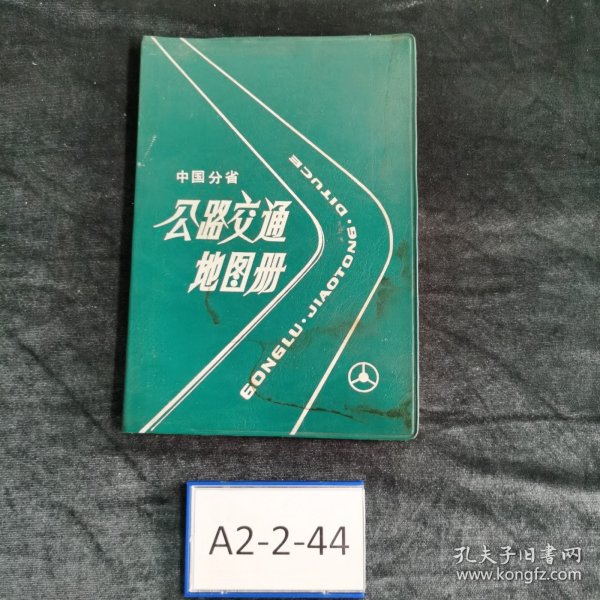 中国分省
公路交通
地图册
GONGLU·JIAOTONG·DITUCE
A2-2-44
孔夫子旧书网
www.kongfz.com